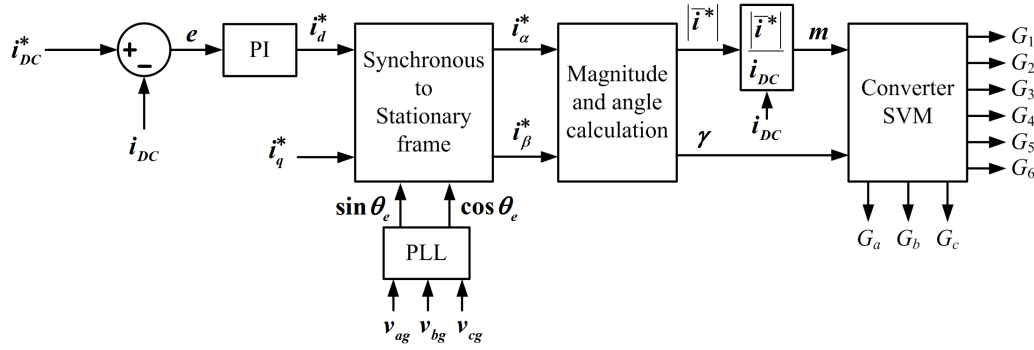 i*DC
+
−
e
iDC
PI
i*d
i*q
Synchronous
to
Stationary
frame
sin θe
cos θe
PLL
vag vbg vcg
i*α
i*β
Magnitude
and angle
calculation
|i̅*|
γ
|i̅*|
iDC
iDC
m
Converter
SVM
G1
G2
G3
G4
G5
G6
Ga Gb Gc